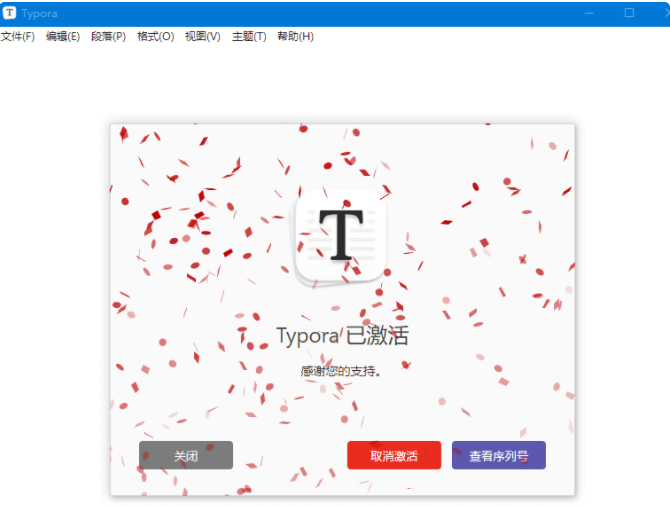 Typora
文件(F) 编辑(E) 段落(P) 格式(O) 视图(V) 主题(T) 帮助(H)
T
Typora 已激活
感谢您的支持。
关闭 取消激活 查看序列号